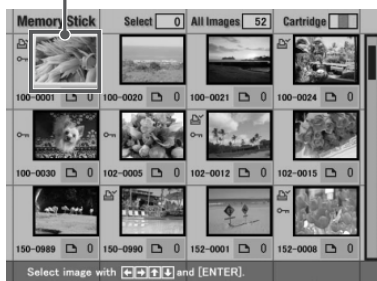 Memory Stick Select 0 All Images 52 Cartridge
100-0001 0 100-0020 0 100-0021 0 100-0024 0
100-0030 0 102-0005 0 102-0012 0 102-0015 0
150-0989 0 150-0990 0 152-0001 0 152-0008 0
Select image with ←→↑↓ and [ENTER].